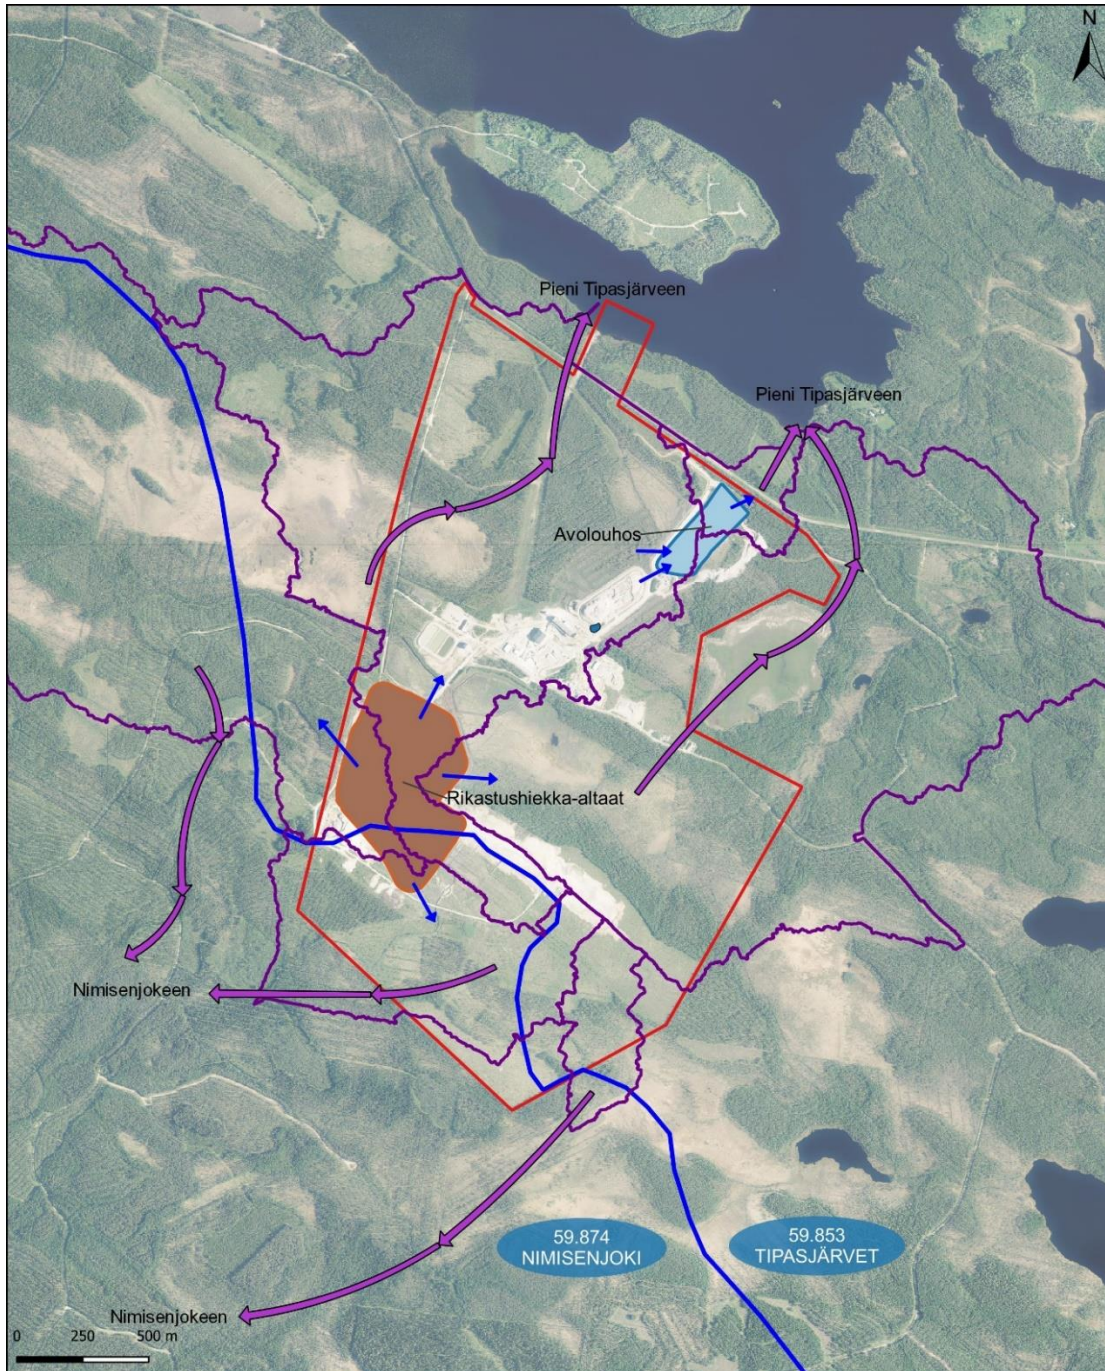 N
Pieni Tipasjärveen
Pieni Tipasjärveen
Avolouhos
Rikastushiekka-altaat
Nimisenjokeen
59.874
NIMISENJOKI
59.853
TIPASJÄRVET
Nimisenjokeen
0 250 500 m